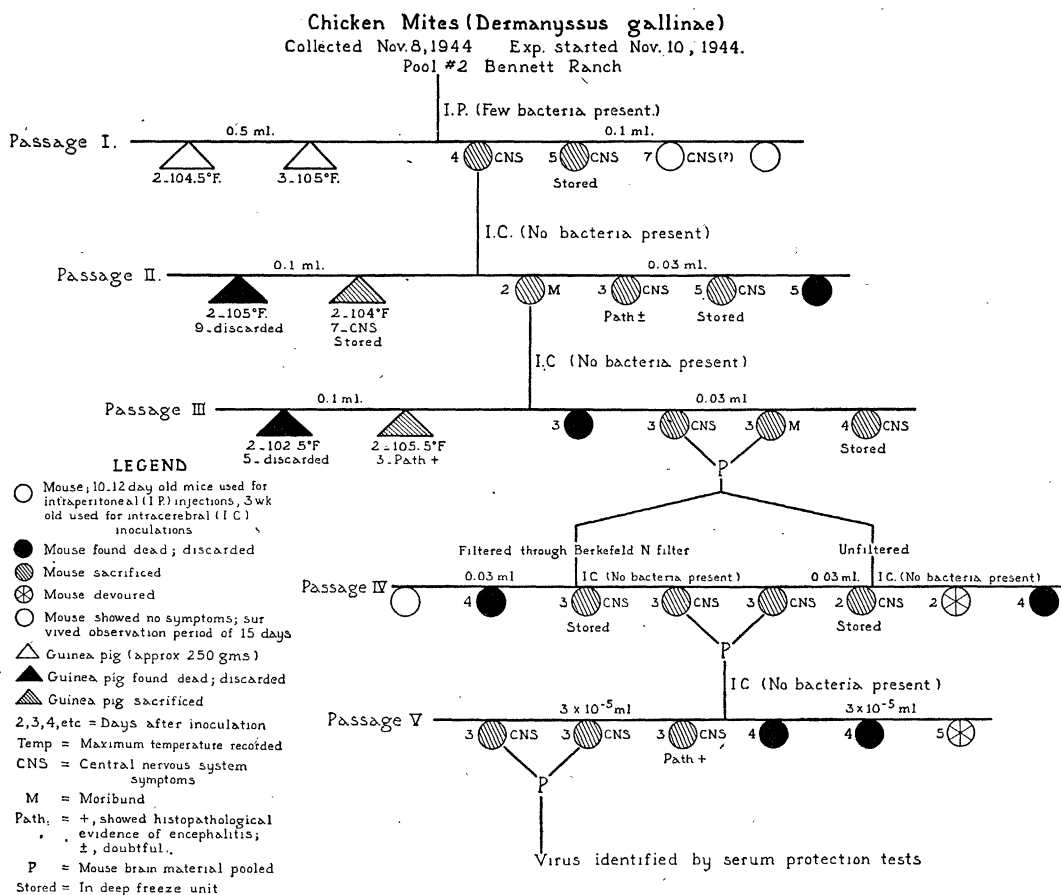 Chicken Mites (Dermanyssus gallinae)
Collected Nov. 8, 1944 Exp. started Nov. 10, 1944.
Pool #2 Bennett Ranch
I.P. (Few bacteria present.)
0.5 ml. 0.1 ml.
Passage I. 4 CNS 5 CNS 7 CNS (?)
2-104.5°F. 3-105°F. Stored
I.C. (No bacteria present)
0.1 ml. 0.03 ml.
Passage II. 2 M 3 CNS 5 CNS 5
2-105°F. 2-104°F Path ± Stored
9-discarded 7-CNS
Stored
I.C (No bacteria present)
0.1 ml. 0.03 ml
Passage III 3 3 CNS 3 M 4 CNS
2-102.5°F 2-105.5°F Stored
5-discarded 3-Path +
P
LEGEND
Mouse; 10-12 day old mice used for
intraperitoneal (I P.) injections, 3 wk
old used for intracerebral (I C)
inoculations
Mouse found dead; discarded
Mouse sacrificed
Mouse devoured
Mouse showed no symptoms; sur
vived observation period of 15 days
Guinea pig (approx 250 gms)
Guinea pig found dead; discarded
Guinea pig sacrificed
2,3,4, etc = Days after inoculation
Temp = Maximum temperature recorded
CNS = Central nervous system
symptoms
M = Moribund
Path. = +, showed histopathological
evidence of encephalitis;
±, doubtful.
P = Mouse brain material pooled
Stored = In deep freeze unit
Filtered through Berkefeld N filter Unfiltered
0.03 ml I C (No bacteria present) 0.03 ml. I C. (No bacteria present)
Passage IV 4 3 CNS 3 CNS 3 CNS 2 CNS 2 4
Stored Stored
P
I C (No bacteria present)
3 x 10-5 ml 3 x 10-5 ml
Passage V 3 CNS 3 CNS 3 CNS 4 4 5
Path +
P
Virus identified by serum protection tests